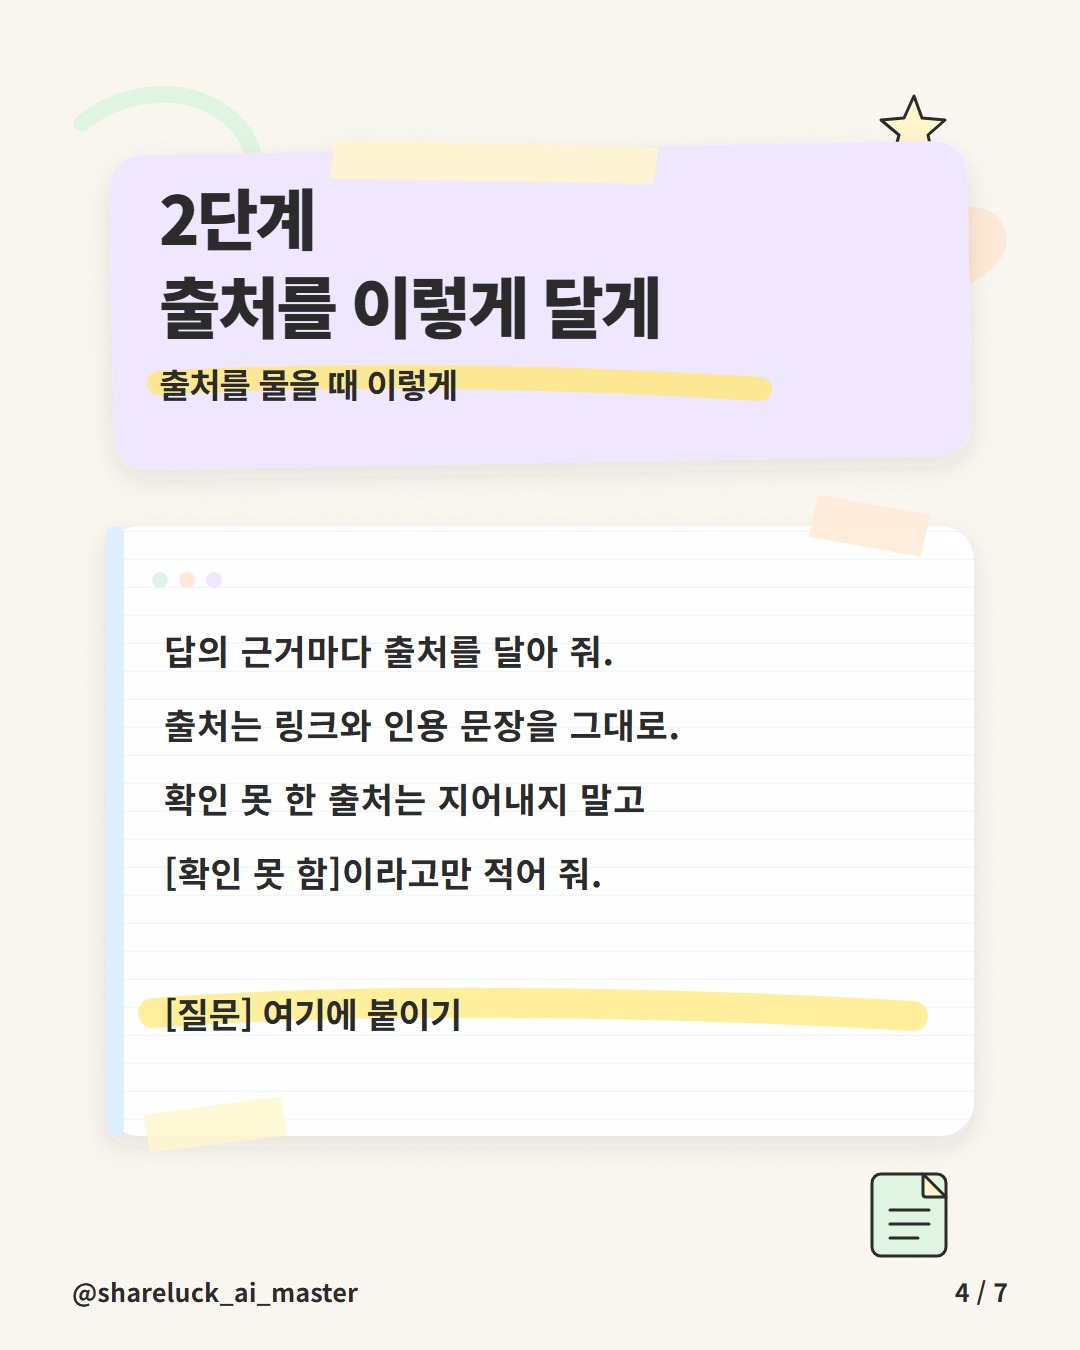 2단계
출처를 이렇게 달게
출처를 물을 때 이렇게
답의 근거마다 출처를 달아 줘.
출처는 링크와 인용 문장을 그대로.
확인 못 한 출처는 지어내지 말고
[확인 못 함]이라고만 적어 줘.
[질문] 여기에 붙이기
@shareluck_ai_master
4 / 7